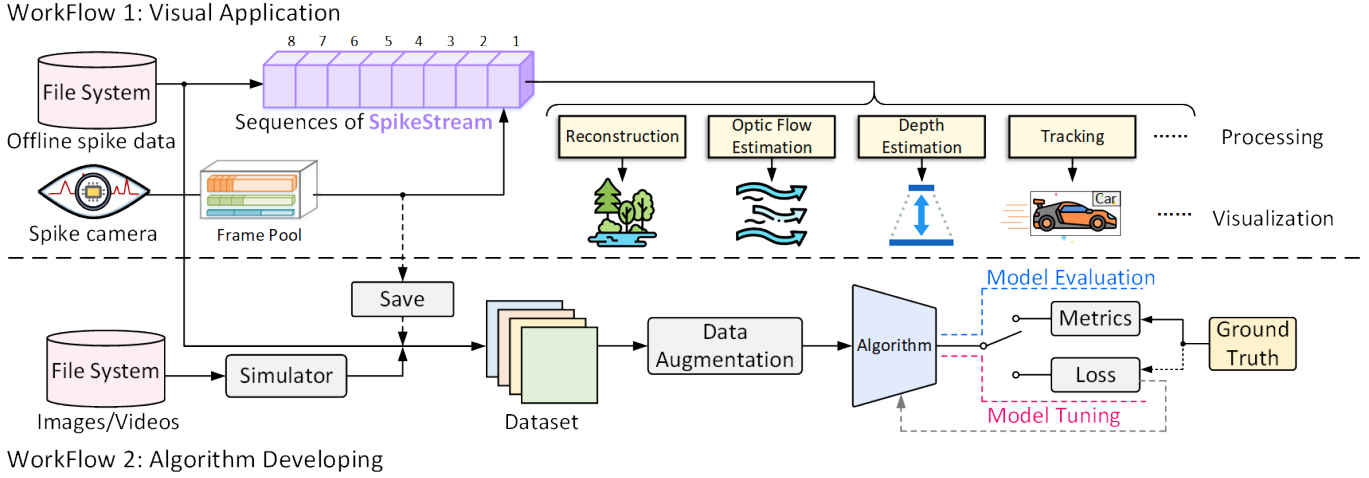 WorkFlow 1: Visual Application
8 7 6 5 4 3 2 1
File System
Offline spike data
Sequences of SpikeStream
Spike camera
Frame Pool
Reconstruction
Optic Flow
Estimation
Depth
Estimation
Tracking
...... Processing
Car
...... Visualization
Save
File System
Images/Videos
Simulator
Dataset
Data
Augmentation
Algorithm
Model Evaluation
Metrics
Loss
Model Tuning
Ground
Truth
WorkFlow 2: Algorithm Developing